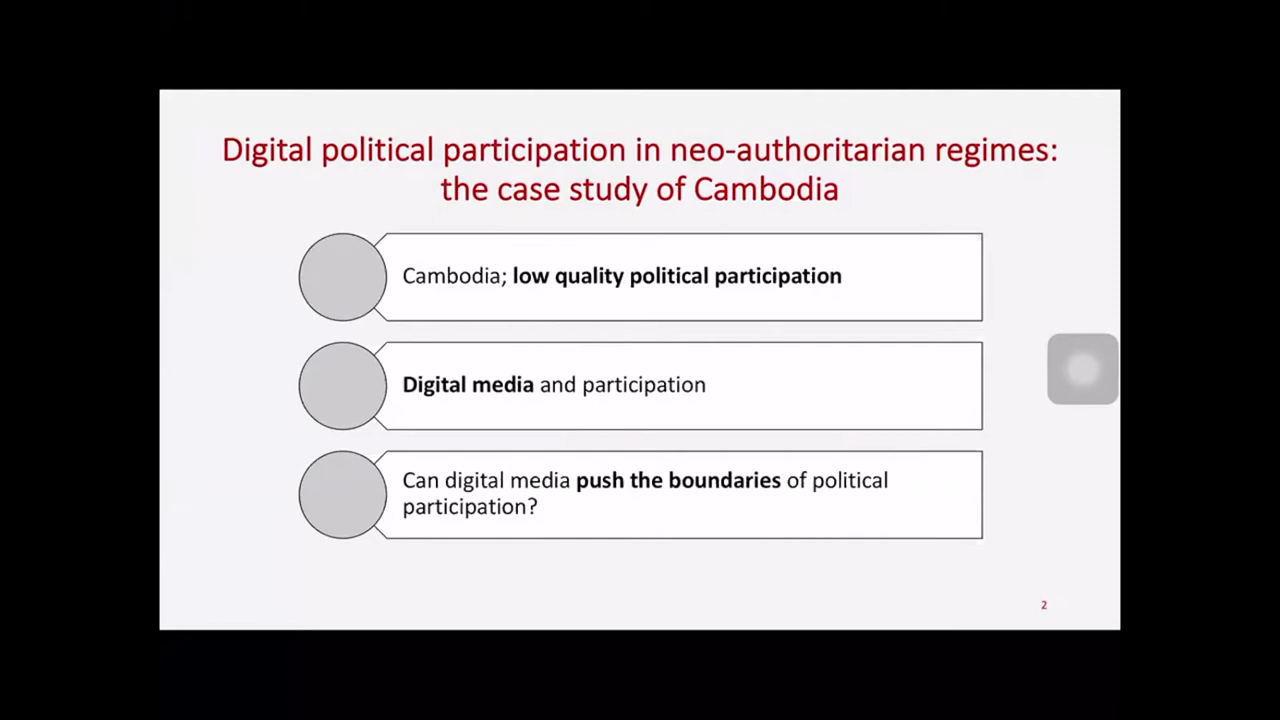 Digital political participation in neo-authoritarian regimes:
the case study of Cambodia
Cambodia; low quality political participation
Digital media and participation
Can digital media push the boundaries of political
participation?
2